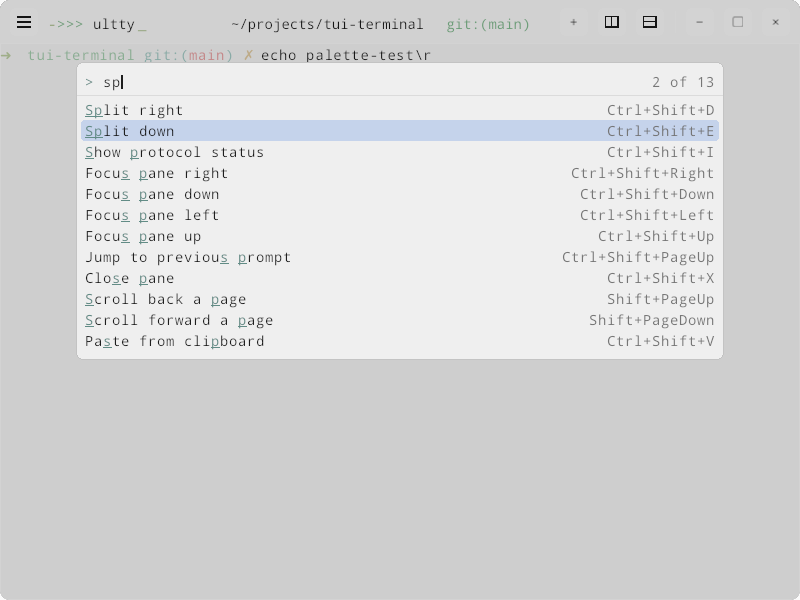 ->>> ultty_ ~/projects/tui-terminal git:(main) + − □ ×
➜ tui-terminal git:(main) ✗ echo palette-test\r
> sp 2 of 13
Split right Ctrl+Shift+D
Split down Ctrl+Shift+E
Show protocol status Ctrl+Shift+I
Focus pane right Ctrl+Shift+Right
Focus pane down Ctrl+Shift+Down
Focus pane left Ctrl+Shift+Left
Focus pane up Ctrl+Shift+Up
Jump to previous prompt Ctrl+Shift+PageUp
Close pane Ctrl+Shift+X
Scroll back a page Shift+PageUp
Scroll forward a page Shift+PageDown
Paste from clipboard Ctrl+Shift+V